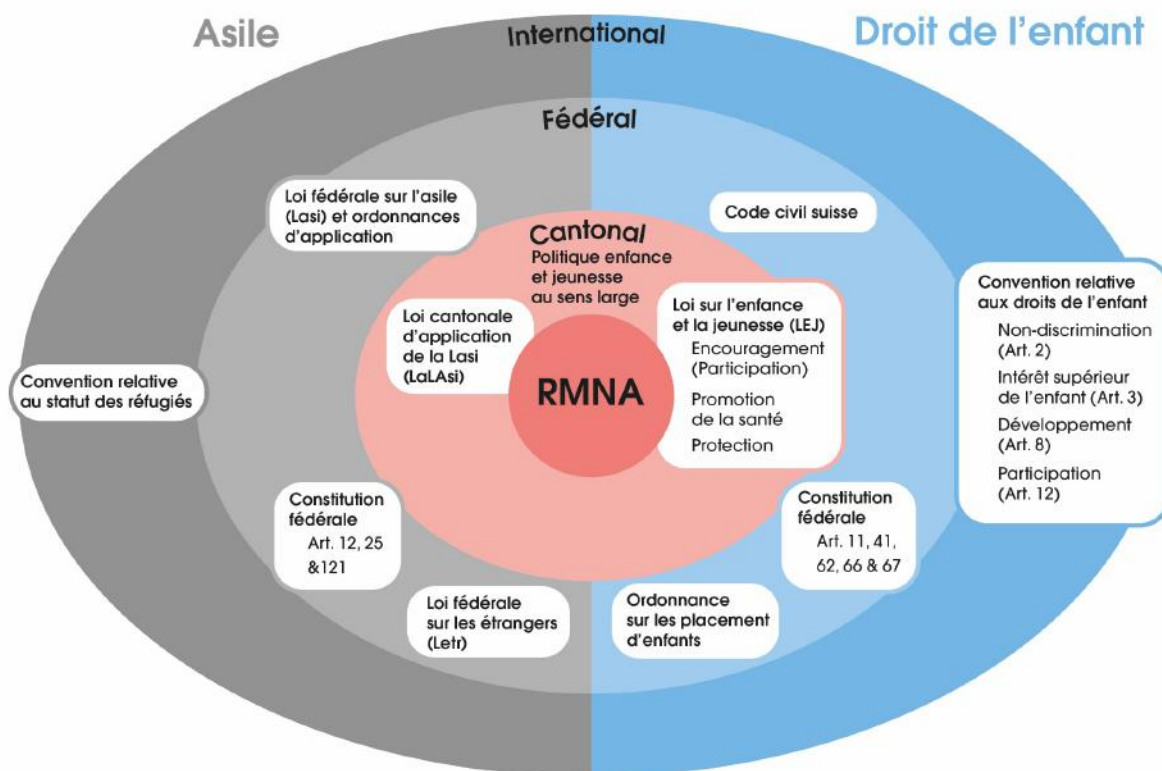 Asile
International
Droit de l'enfant
Fédéral
Loi fédérale sur l'asile
(Lasi) et ordonnances
d'application
Code civil suisse
Cantonal
Politique enfance
et jeunesse
au sens large
Loi cantonale
d'application
de la Lasi
(LaLAsi)
Loi sur l'enfance
et la jeunesse (LEJ)
Encouragement
(Participation)
Promotion
de la santé
Protection
RMNA
Convention relative
au statut des réfugiés
Convention relative
aux droits de l'enfant
Non-discrimination
(Art. 2)
Intérêt supérieur
de l'enfant (Art. 3)
Développement
(Art. 8)
Participation
(Art. 12)
Constitution
fédérale
Art. 12, 25
&121
Constitution
fédérale
Art. 11, 41,
62, 66 & 67
Loi fédérale
sur les étrangers
(Letr)
Ordonnance
sur les placement
d'enfants